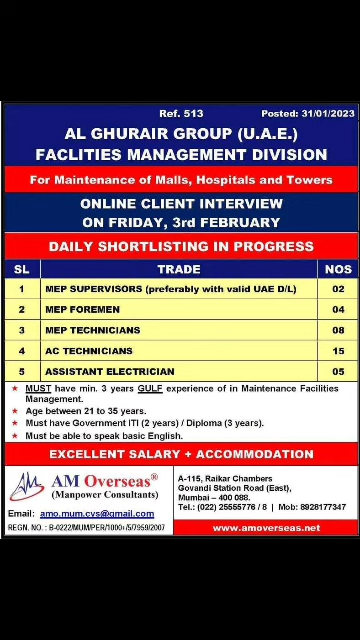 Ref. 513 Posted: 31/01/2023
AL GHURAIR GROUP (U.A.E.)
FACLITIES MANAGEMENT DIVISION
For Maintenance of Malls, Hospitals and Towers
ONLINE CLIENT INTERVIEW
ON FRIDAY, 3rd FEBRUARY
DAILY SHORTLISTING IN PROGRESS
SL TRADE NOS
1 MEP SUPERVISORS (preferably with valid UAE D/L) 02
2 MEP FOREMEN 04
3 MEP TECHNICIANS 08
4 AC TECHNICIANS 15
5 ASSISTANT ELECTRICIAN 05
★ MUST have min. 3 years GULF experience of in Maintenance Facilities
Management.
★ Age between 21 to 35 years.
★ Must have Government ITI (2 years) / Diploma (3 years).
★ Must be able to speak basic English.
EXCELLENT SALARY + ACCOMMODATION
AM Overseas®
(Manpower Consultants)
Email: amo.mum.cvs@gmail.com
REGN. NO. : B-0222/MUM/PER/1000+/5/7959/2007
A-115, Raikar Chambers
Govandi Station Road (East),
Mumbai – 400 088.
Tel.: (022) 25555776 / 8 | Mob: 8928177347
www.amoverseas.net